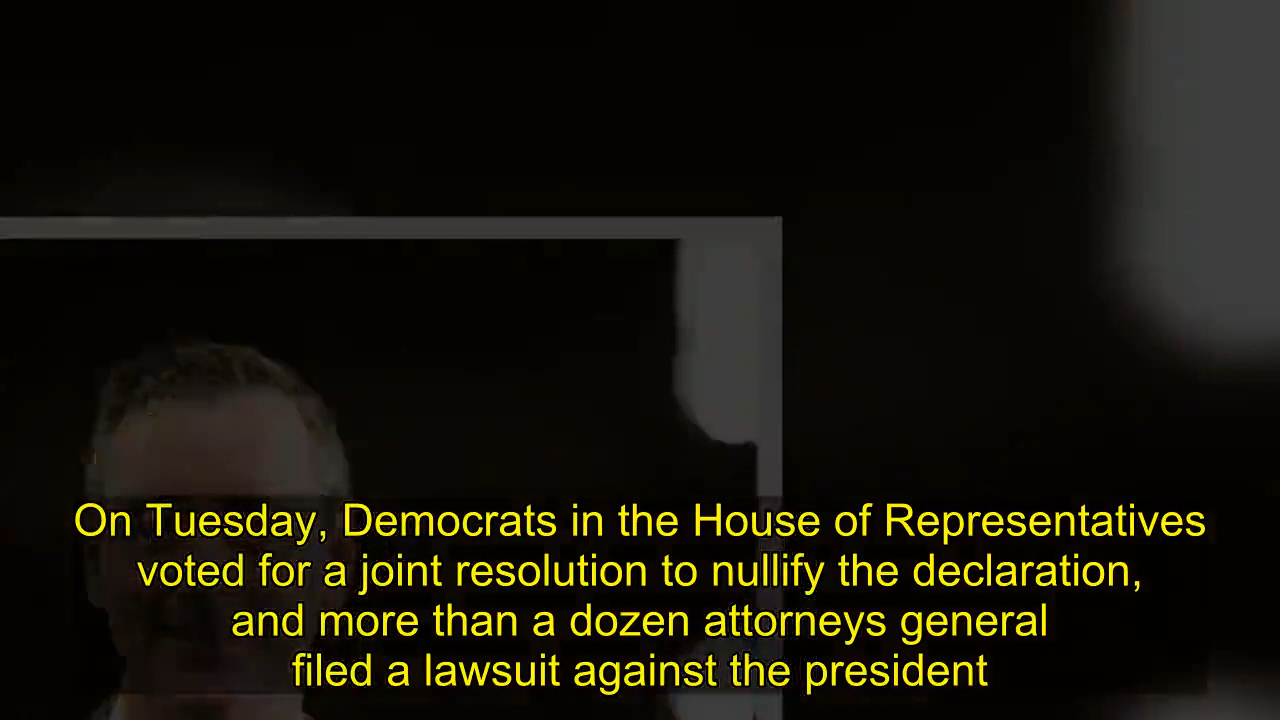 On Tuesday, Democrats in the House of Representatives
voted for a joint resolution to nullify the declaration,
and more than a dozen attorneys general
filed a lawsuit against the president